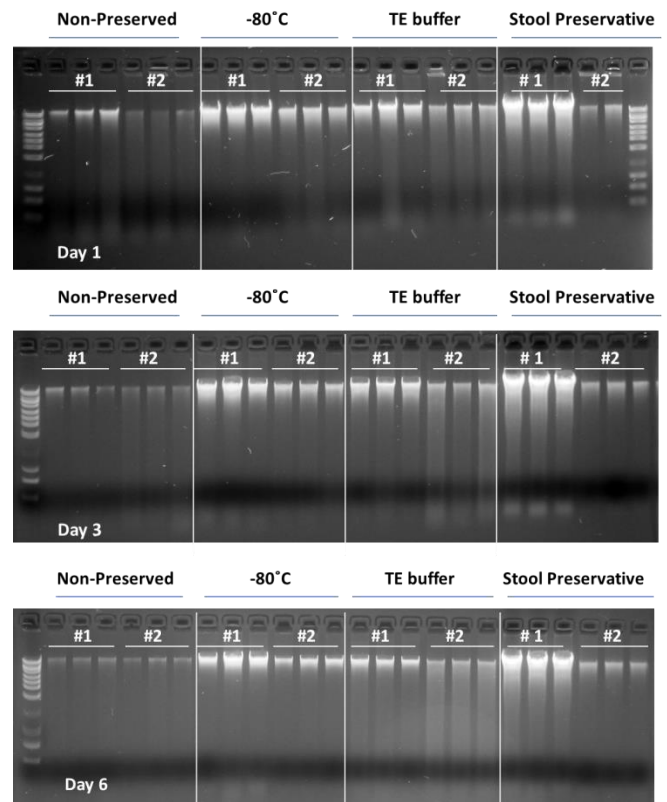 Non-Preserved -80˚C TE buffer Stool Preservative
#1 #2 #1 #2 #1 #2 # 1 #2
Day 1
Non-Preserved -80˚C TE buffer Stool Preservative
#1 #2 #1 #2 #1 #2 # 1 #2
Day 3
Non-Preserved -80˚C TE buffer Stool Preservative
#1 #2 #1 #2 #1 #2 # 1 #2
Day 6